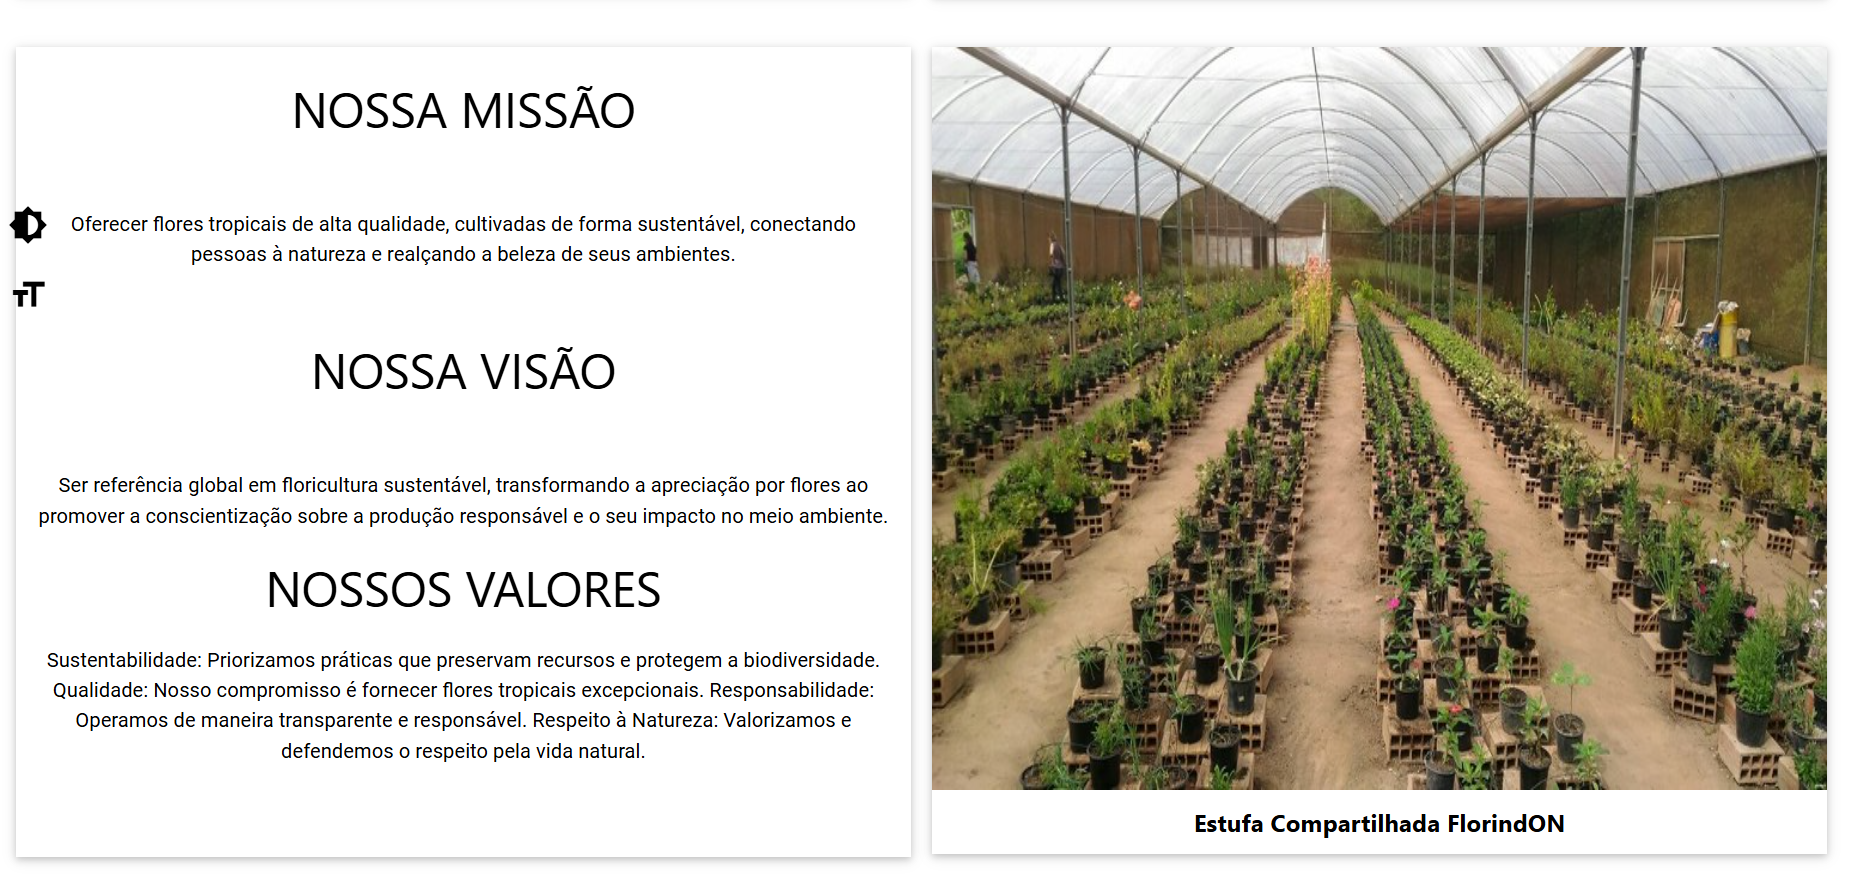 NOSSA MISSÃO
Oferecer flores tropicais de alta qualidade, cultivadas de forma sustentável, conectando
pessoas à natureza e realçando a beleza de seus ambientes.
NOSSA VISÃO
Ser referência global em floricultura sustentável, transformando a apreciação por flores ao
promover a conscientização sobre a produção responsável e o seu impacto no meio ambiente.
NOSSOS VALORES
Sustentabilidade: Priorizamos práticas que preservam recursos e protegem a biodiversidade.
Qualidade: Nosso compromisso é fornecer flores tropicais excepcionais. Responsabilidade:
Operamos de maneira transparente e responsável. Respeito à Natureza: Valorizamos e
defendemos o respeito pela vida natural.
Estufa Compartilhada FlorindON